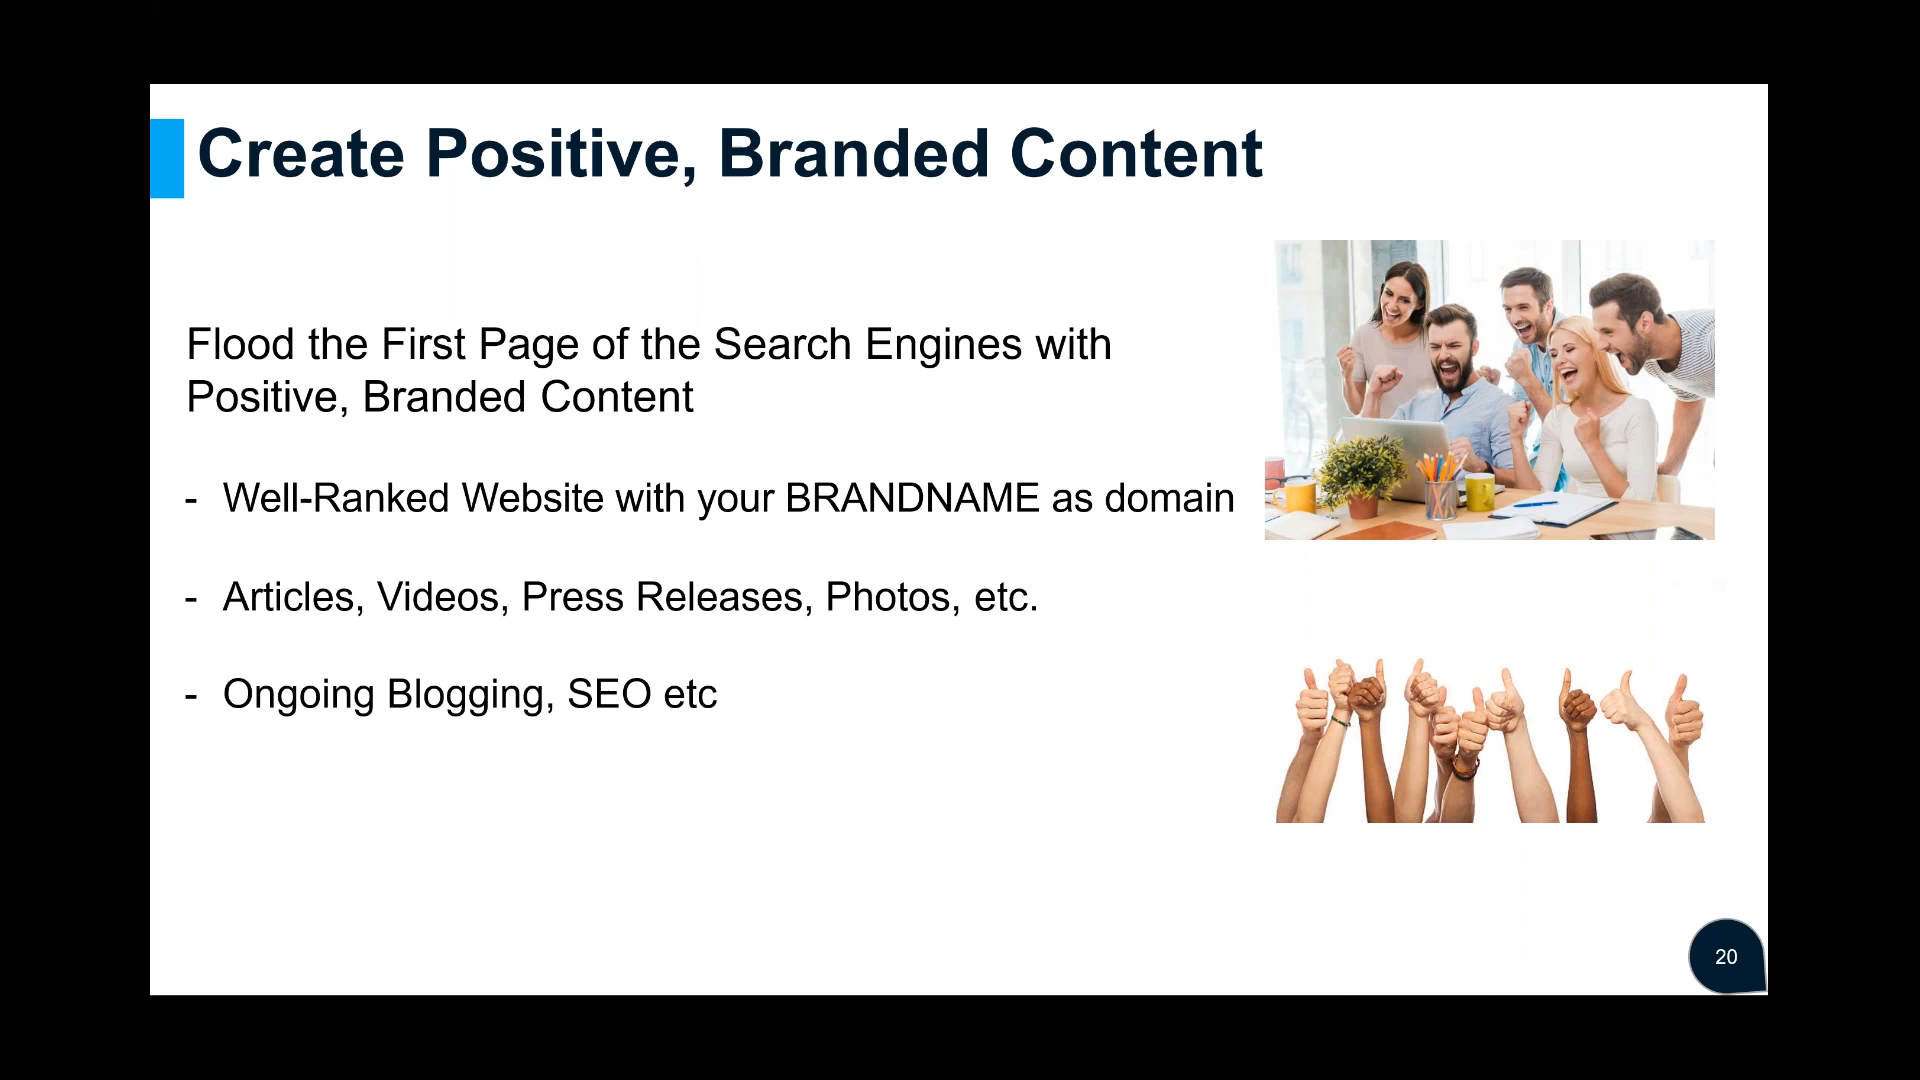 Create Positive, Branded Content
Flood the First Page of the Search Engines with
Positive, Branded Content
- Well-Ranked Website with your BRANDNAME as domain
- Articles, Videos, Press Releases, Photos, etc.
- Ongoing Blogging, SEO etc
20